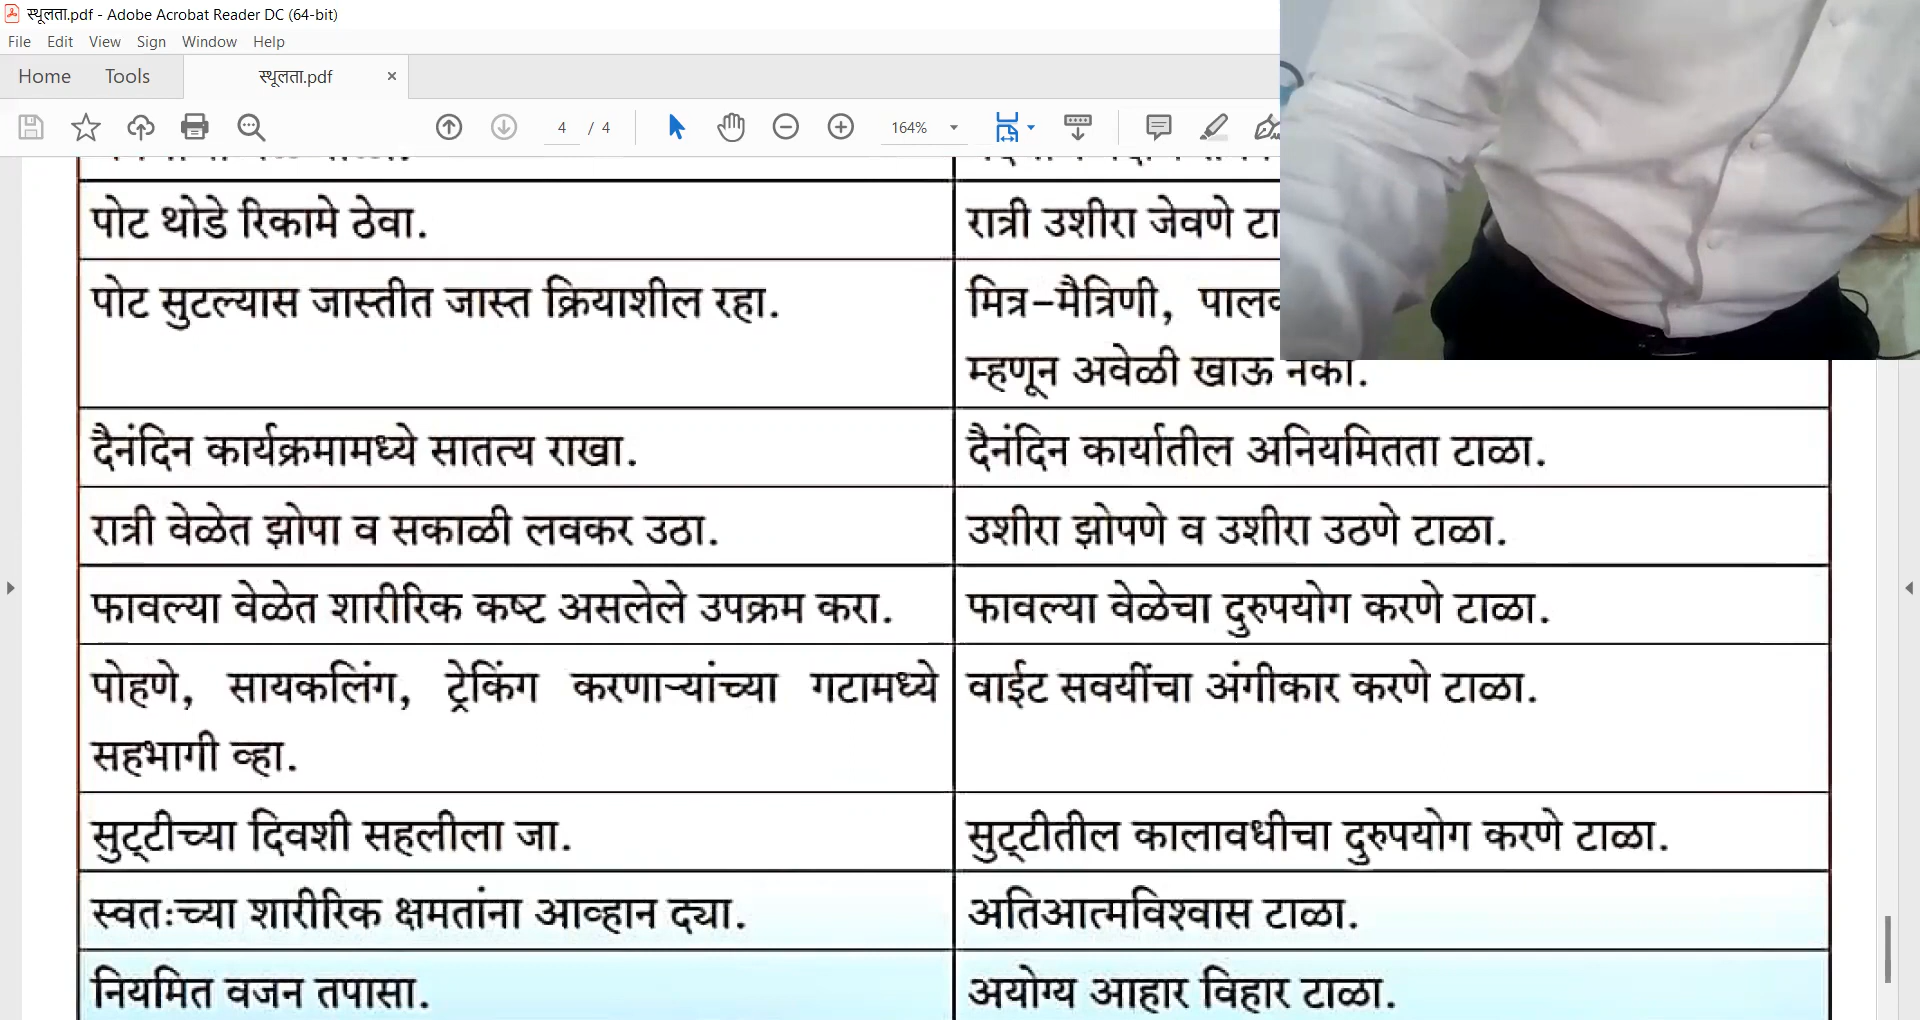 स्थूलता.pdf - Adobe Acrobat Reader DC (64-bit)
File Edit View Sign Window Help
Home Tools स्थूलता.pdf ×
4 / 4 164%
पोट थोडे रिकामे ठेवा. रात्री उशीरा जेवणे
पोट सुटल्यास जास्तीत जास्त क्रियाशील रहा. मित्र-मैत्रिणी,
म्हणून अवेळी खाऊ नका.
दैनंदिन कार्यक्रमामध्ये सातत्य राखा. दैनंदिन कार्यातील अनियमितता टाळा.
रात्री वेळेत झोपा व सकाळी लवकर उठा. उशीरा झोपणे व उशीरा उठणे टाळा.
फावल्या वेळेत शारीरिक कष्ट असलेले उपक्रम करा. फावल्या वेळेचा दुरुपयोग करणे टाळा.
पोहणे, सायकलिंग, ट्रेकिंग करणाऱ्यांच्या गटामध्ये वाईट सवयींचा अंगीकार करणे टाळा.
सहभागी व्हा.
सुट्टीच्या दिवशी सहलीला जा. सुट्टीतील कालावधीचा दुरुपयोग करणे टाळा.
स्वतःच्या शारीरिक क्षमतांना आव्हान द्या. अतिआत्मविश्वास टाळा.
नियमित वजन तपासा. अयोग्य आहार विहार टाळा.